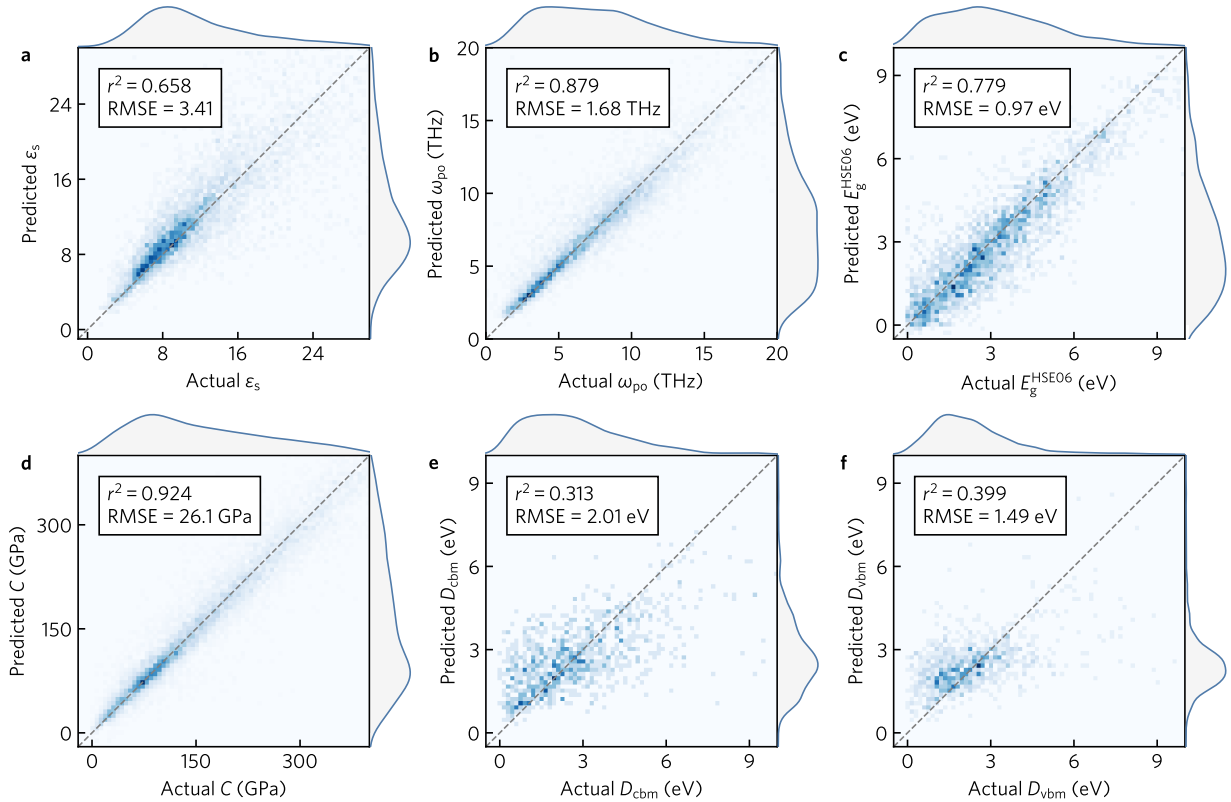 a
r² = 0.658
RMSE = 3.41
24
16
8
0
Predicted εs
0 8 16 24
Actual εs
b
r² = 0.879
RMSE = 1.68 THz
20
15
10
5
0
Predicted ωpo (THz)
0 5 10 15 20
Actual ωpo (THz)
c
r² = 0.779
RMSE = 0.97 eV
9
6
3
0
Predicted EgHSE06 (eV)
0 3 6 9
Actual EgHSE06 (eV)
d
r² = 0.924
RMSE = 26.1 GPa
300
150
0
Predicted C (GPa)
0 150 300
Actual C (GPa)
e
r² = 0.313
RMSE = 2.01 eV
9
6
3
0
Predicted Dcbm (eV)
0 3 6 9
Actual Dcbm (eV)
f
r² = 0.399
RMSE = 1.49 eV
9
6
3
0
Predicted Dvbm (eV)
0 3 6 9
Actual Dvbm (eV)